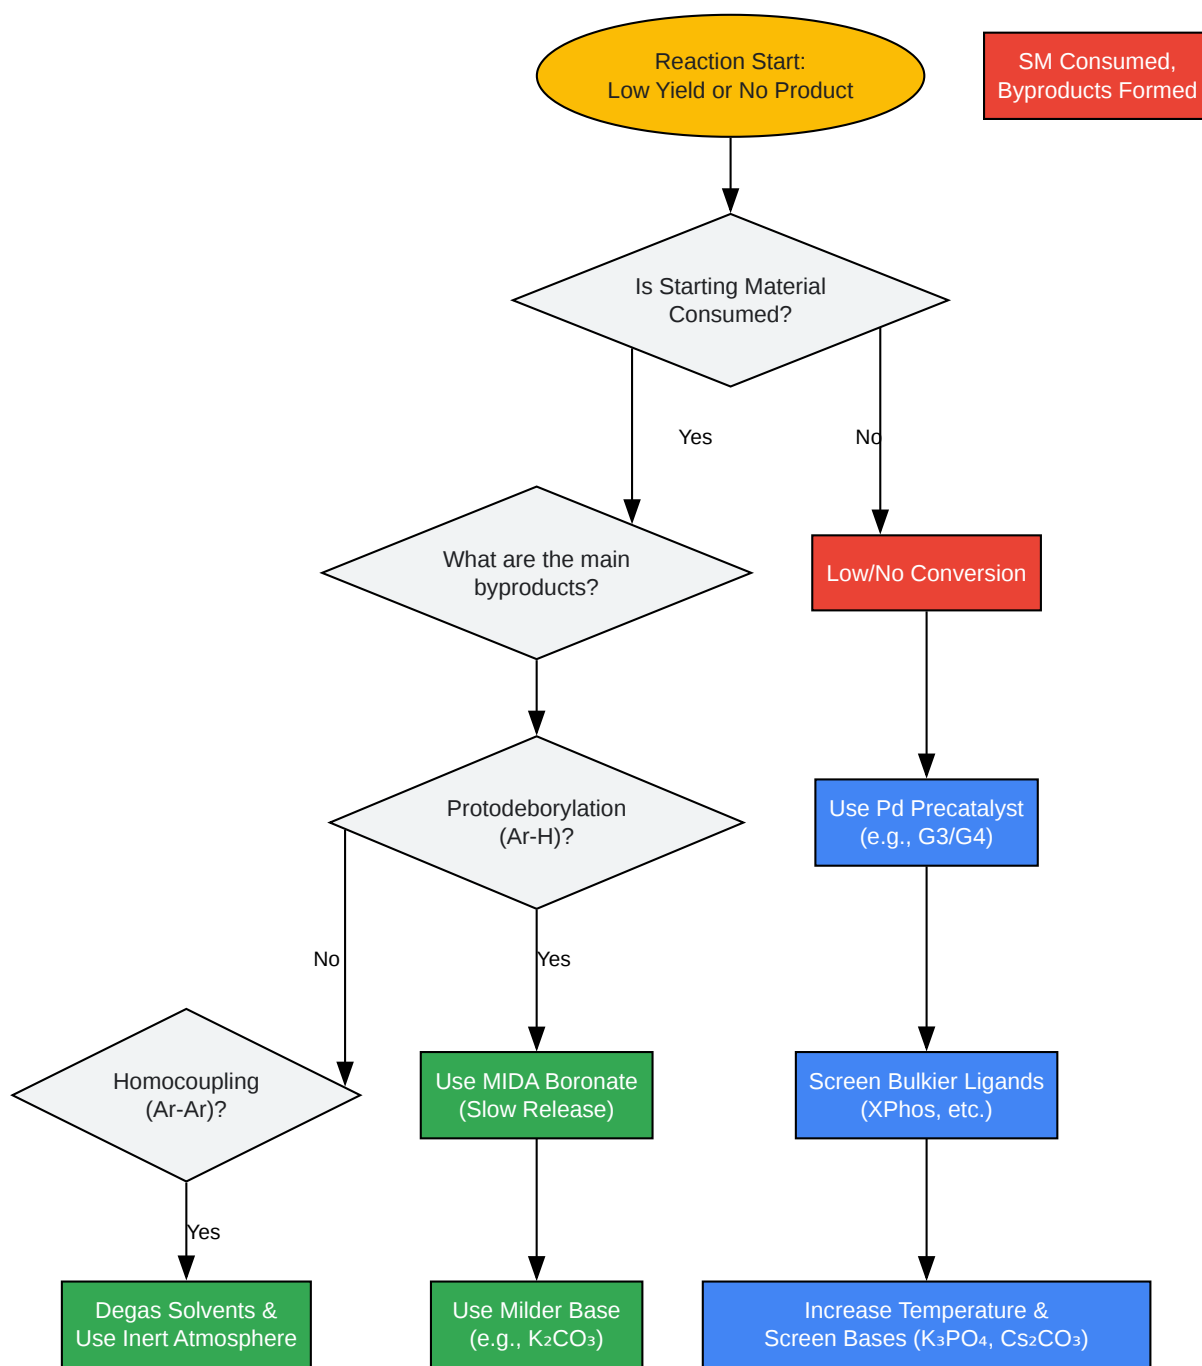 Reaction Start:
Low Yield or No Product
SM Consumed,
Byproducts Formed
Is Starting Material
Consumed?
Yes
No
What are the main
byproducts?
Low/No Conversion
Protodeborylation
(Ar-H)?
Use Pd Precatalyst
(e.g., G3/G4)
No
Yes
Homocoupling
(Ar-Ar)?
Use MIDA Boronate
(Slow Release)
Screen Bulkier Ligands
(XPhos, etc.)
Yes
Degas Solvents &
Use Inert Atmosphere
Use Milder Base
(e.g., K₂CO₃)
Increase Temperature &
Screen Bases (K₃PO₄, Cs₂CO₃)